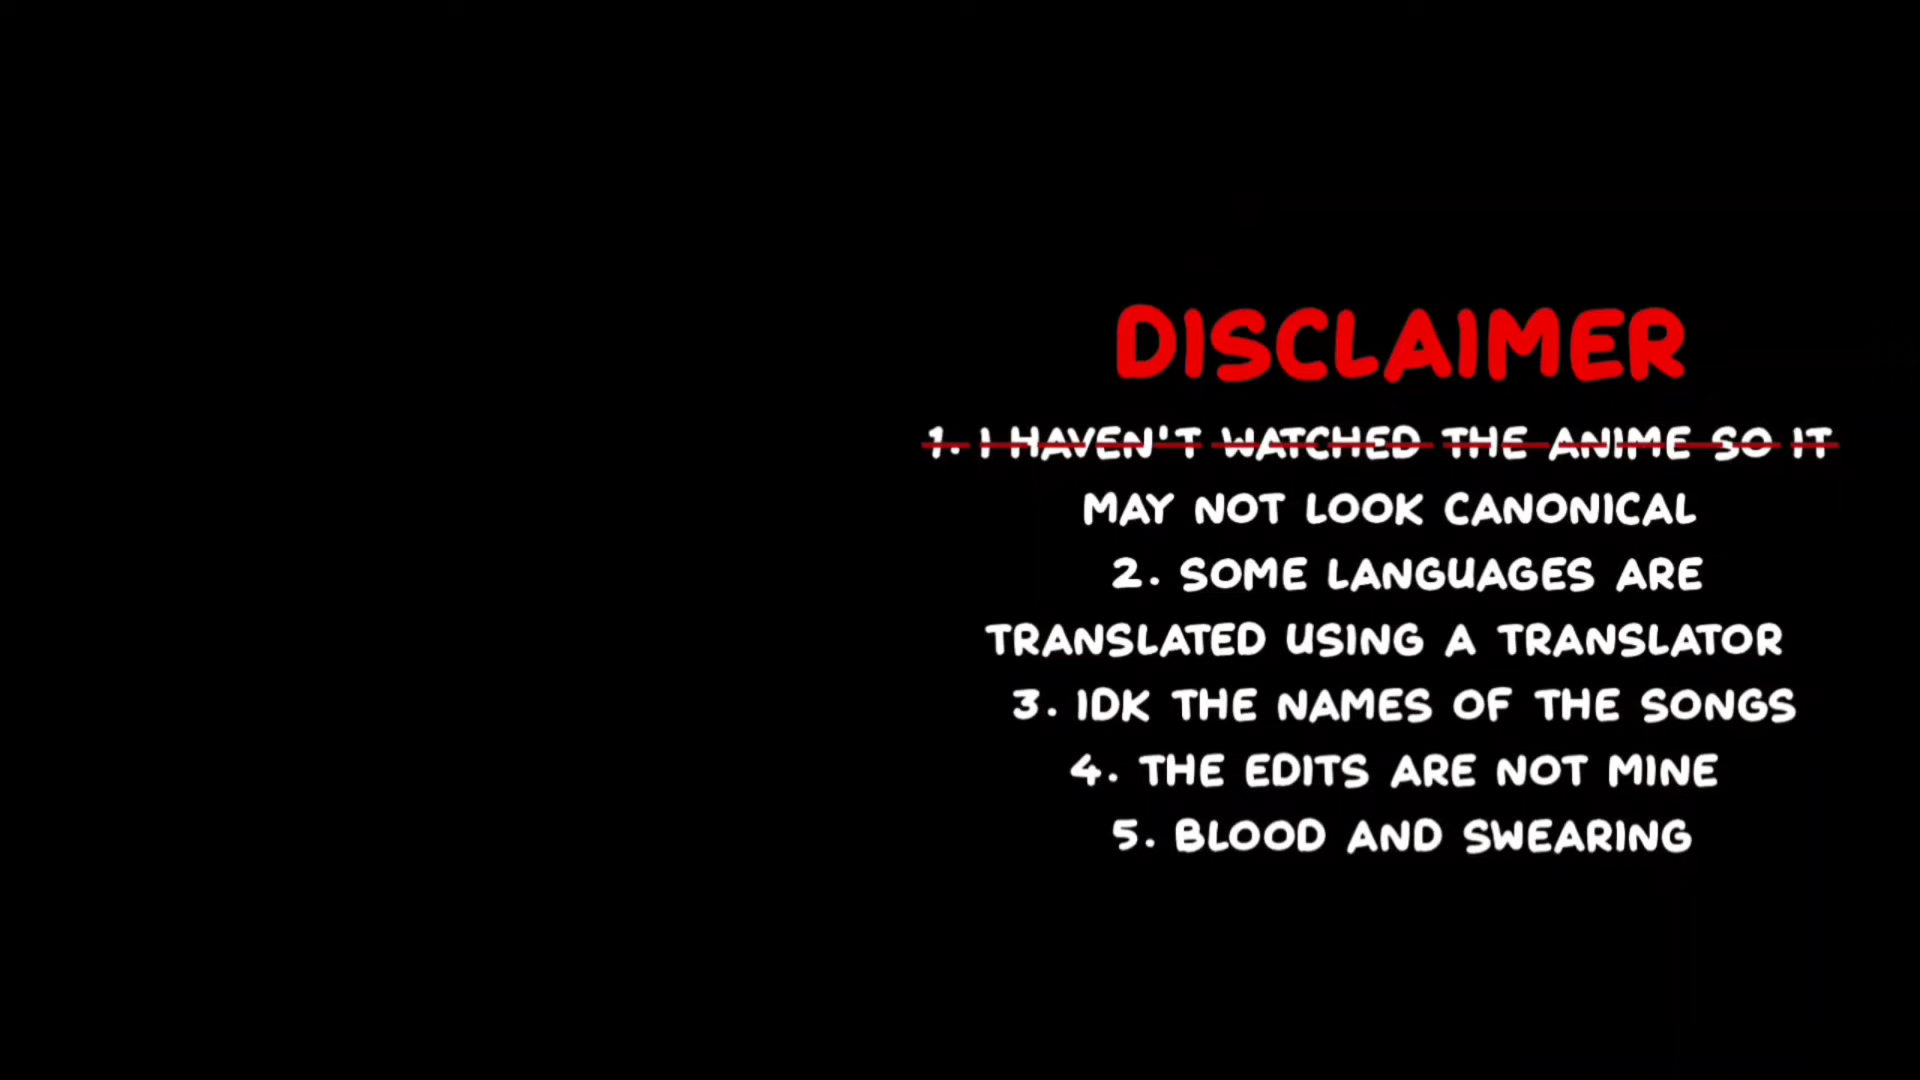 DISCLAIMER
1. I HAVEN'T WATCHED THE ANIME SO IT
MAY NOT LOOK CANONICAL
2. SOME LANGUAGES ARE
TRANSLATED USING A TRANSLATOR
3. IDK THE NAMES OF THE SONGS
4. THE EDITS ARE NOT MINE
5. BLOOD AND SWEARING